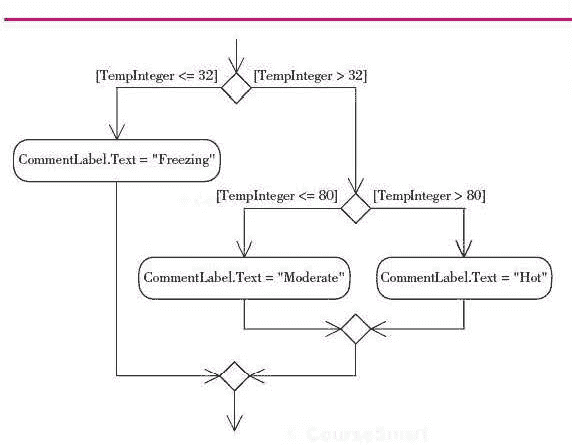 [TempInteger <= 32]
[TempInteger > 32]
CommentLabel.Text = "Freezing"
[TempInteger <= 80]
[TempInteger > 80]
CommentLabel.Text = "Moderate"
CommentLabel.Text = "Hot"
© CourseSmart